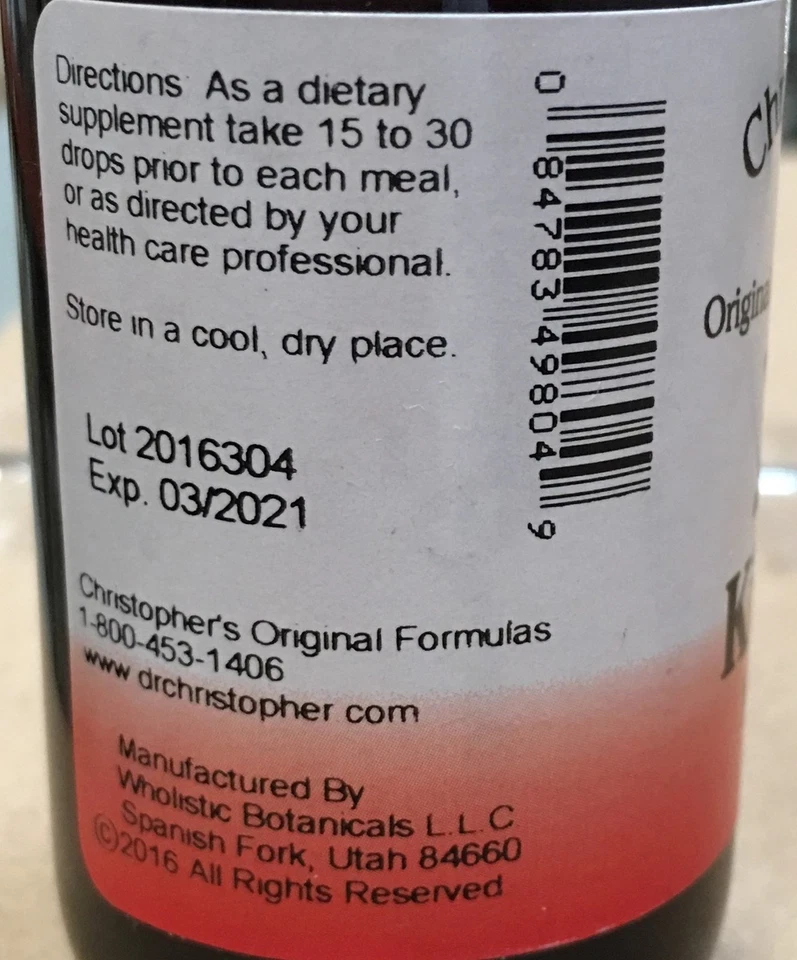 Directions As a dietary
supplement take 15 to 30
drops prior to each meal,
or as directed by your
health care professional.
Store in a cool, dry place.
Lot 2016304
Exp. 03/2021
Christopher's Original Formulas
1-800-453-1406
www drchristopher com
Manufactured By
Wholistic Botanicals L.L.C
Spanish Fork, Utah 84660
©2016 All Rights Reserved
0 84783 49804 9
Ch
Origina
K